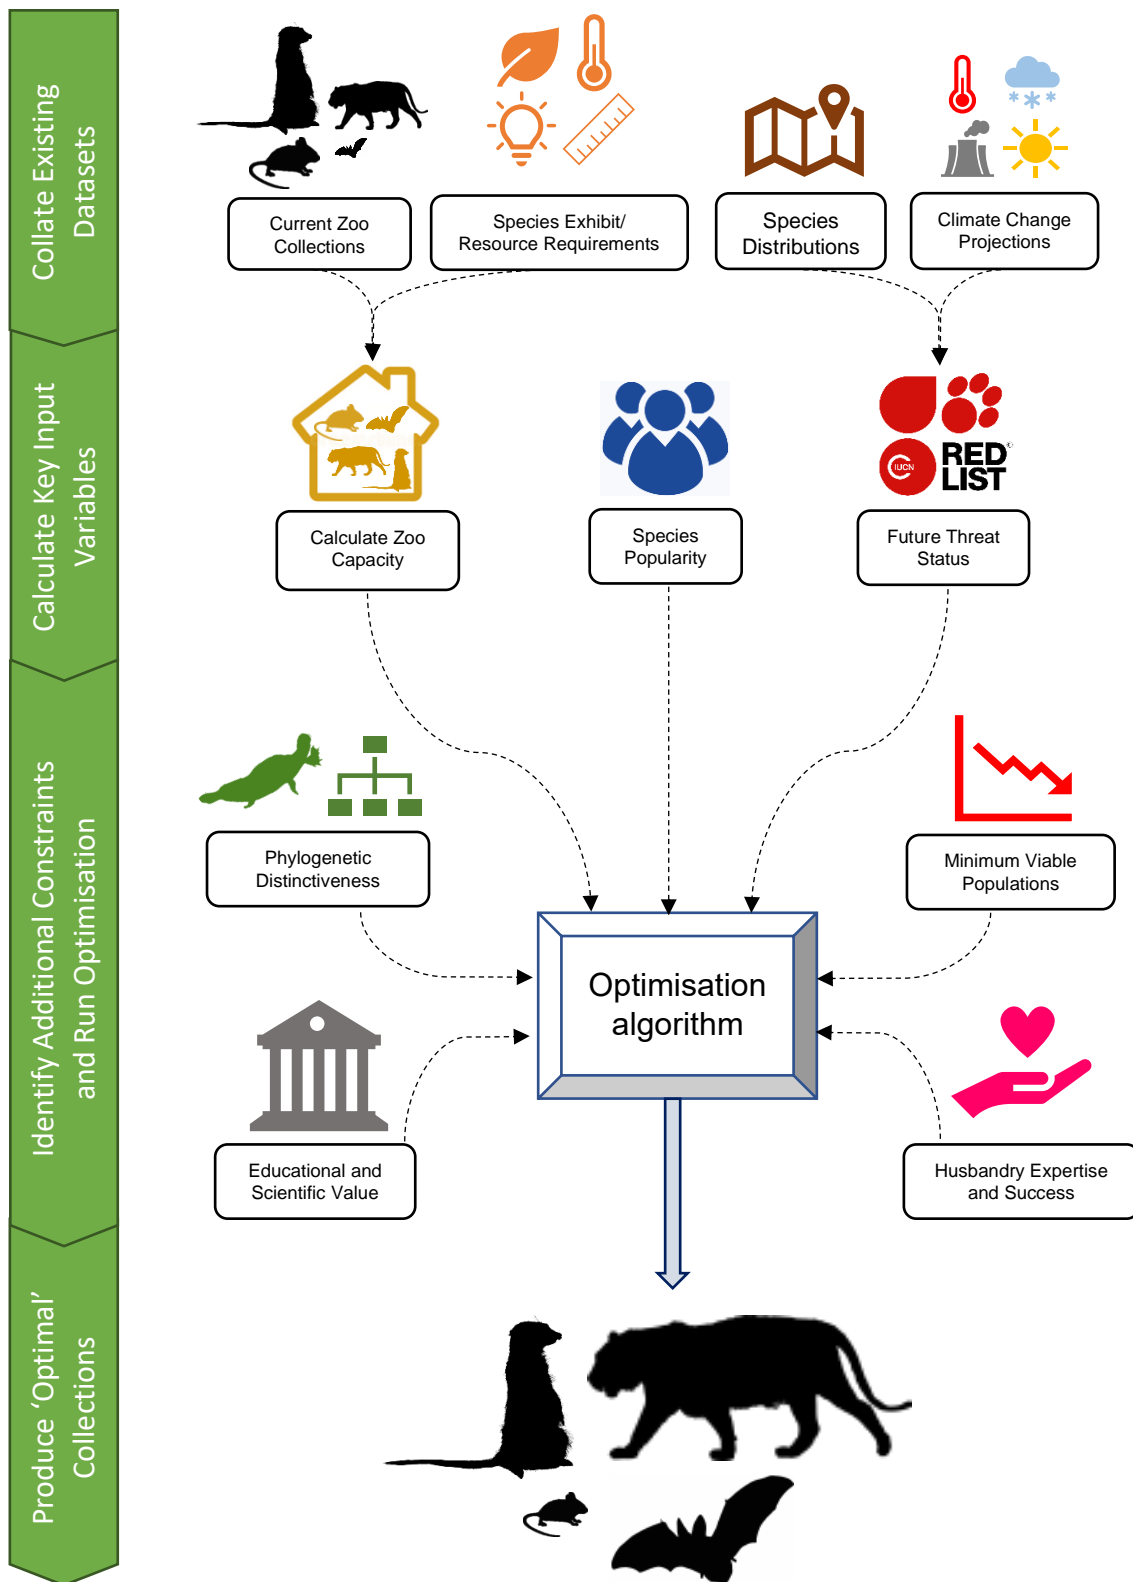 Collate Existing
Datasets
Current Zoo
Collections
Species Exhibit/
Resource Requirements
Species
Distributions
Climate Change
Projections
Calculate Key Input
Variables
IUCN
RED
LIST
®
Calculate Zoo
Capacity
Species
Popularity
Future Threat
Status
Identify Additional Constraints
and Run Optimisation
Phylogenetic
Distinctiveness
Minimum Viable
Populations
Optimisation
algorithm
Educational and
Scientific Value
Husbandry Expertise
and Success
Produce ‘Optimal’
Collections